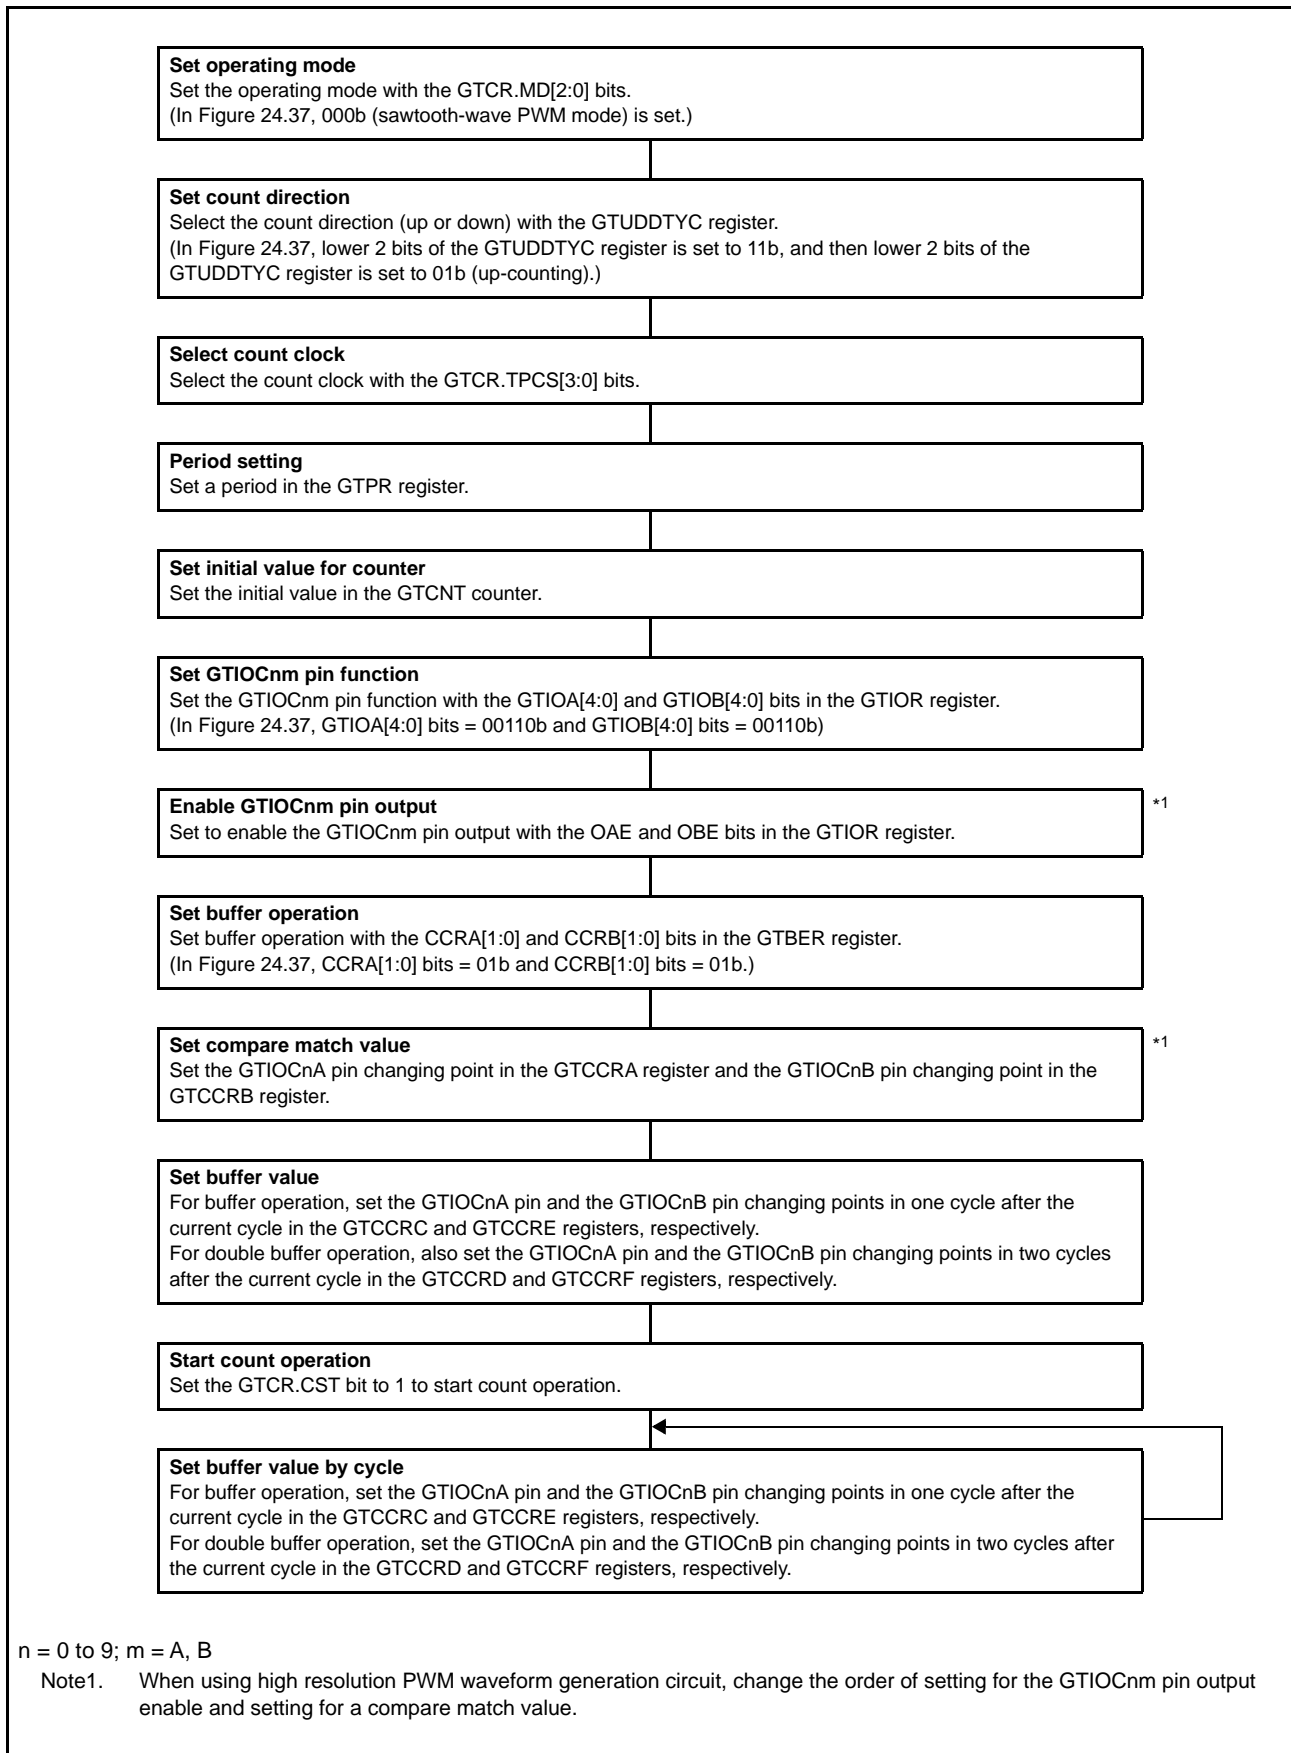 Set operating mode
Set the operating mode with the GTCR.MD[2:0] bits.
(In Figure 24.37, 000b (sawtooth-wave PWM mode) is set.)
Set count direction
Select the count direction (up or down) with the GTUDDTYC register.
(In Figure 24.37, lower 2 bits of the GTUDDTYC register is set to 11b, and then lower 2 bits of the
GTUDDTYC register is set to 01b (up-counting).)
Select count clock
Select the count clock with the GTCR.TPCS[3:0] bits.
Period setting
Set a period in the GTPR register.
Set initial value for counter
Set the initial value in the GTCNT counter.
Set GTIOCnm pin function
Set the GTIOCnm pin function with the GTIOA[4:0] and GTIOB[4:0] bits in the GTIOR register.
(In Figure 24.37, GTIOA[4:0] bits = 00110b and GTIOB[4:0] bits = 00110b)
Enable GTIOCnm pin output
*1
Set to enable the GTIOCnm pin output with the OAE and OBE bits in the GTIOR register.
Set buffer operation
Set buffer operation with the CCRA[1:0] and CCRB[1:0] bits in the GTBER register.
(In Figure 24.37, CCRA[1:0] bits = 01b and CCRB[1:0] bits = 01b.)
Set compare match value
*1
Set the GTIOCnA pin changing point in the GTCCRA register and the GTIOCnB pin changing point in the
GTCCRB register.
Set buffer value
For buffer operation, set the GTIOCnA pin and the GTIOCnB pin changing points in one cycle after the
current cycle in the GTCCRC and GTCCRE registers, respectively.
For double buffer operation, also set the GTIOCnA pin and the GTIOCnB pin changing points in two cycles
after the current cycle in the GTCCRD and GTCCRF registers, respectively.
Start count operation
Set the GTCR.CST bit to 1 to start count operation.
Set buffer value by cycle
For buffer operation, set the GTIOCnA pin and the GTIOCnB pin changing points in one cycle after the
current cycle in the GTCCRC and GTCCRE registers, respectively.
For double buffer operation, set the GTIOCnA pin and the GTIOCnB pin changing points in two cycles after
the current cycle in the GTCCRD and GTCCRF registers, respectively.
n = 0 to 9; m = A, B
Note1. When using high resolution PWM waveform generation circuit, change the order of setting for the GTIOCnm pin output
enable and setting for a compare match value.